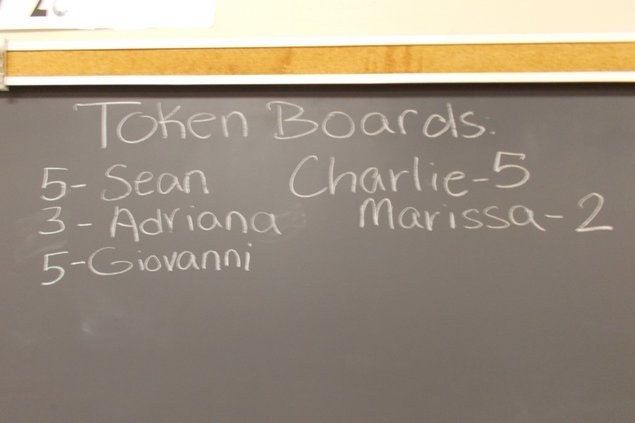 Token Boards:
5- Sean Charlie-5
3- Adriana Marissa-2
5-Giovanni